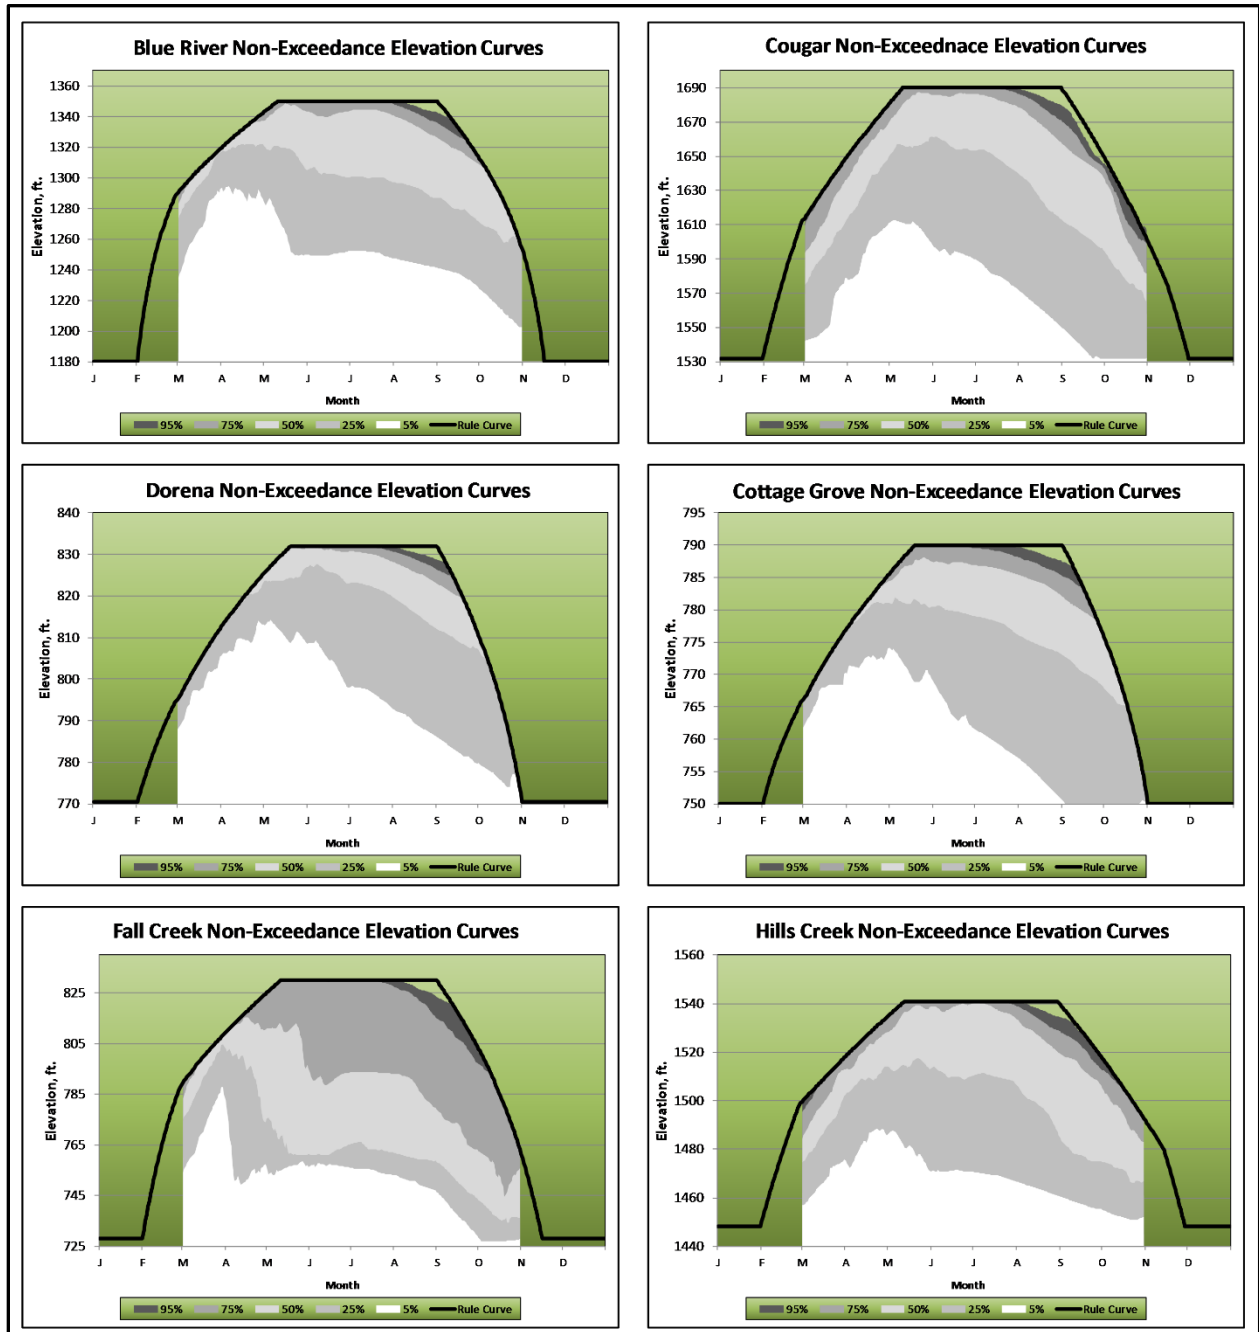 Blue River Non-Exceedance Elevation Curves
Elevation, ft.
1360
1340
1320
1300
1280
1260
1240
1220
1200
1180
J F M A M J J A S O N D
Month
95% 75% 50% 25% 5% Rule Curve
Cougar Non-Exceednace Elevation Curves
Elevation, ft.
1690
1670
1650
1630
1610
1590
1570
1550
1530
J F M A M J J A S O N D
Month
95% 75% 50% 25% 5% Rule Curve
Dorena Non-Exceedance Elevation Curves
Elevation, ft.
840
830
820
810
800
790
780
770
J F M A M J J A S O N D
Month
95% 75% 50% 25% 5% Rule Curve
Cottage Grove Non-Exceedance Elevation Curves
Elevation, ft.
795
790
785
780
775
770
765
760
755
750
J F M A M J J A S O N D
Month
95% 75% 50% 25% 5% Rule Curve
Fall Creek Non-Exceedance Elevation Curves
Elevation, ft.
825
805
785
765
745
725
J F M A M J J A S O N D
Month
95% 75% 50% 25% 5% Rule Curve
Hills Creek Non-Exceedance Elevation Curves
Elevation, ft.
1560
1540
1520
1500
1480
1460
1440
J F M A M J J A S O N D
Month
95% 75% 50% 25% 5% Rule Curve